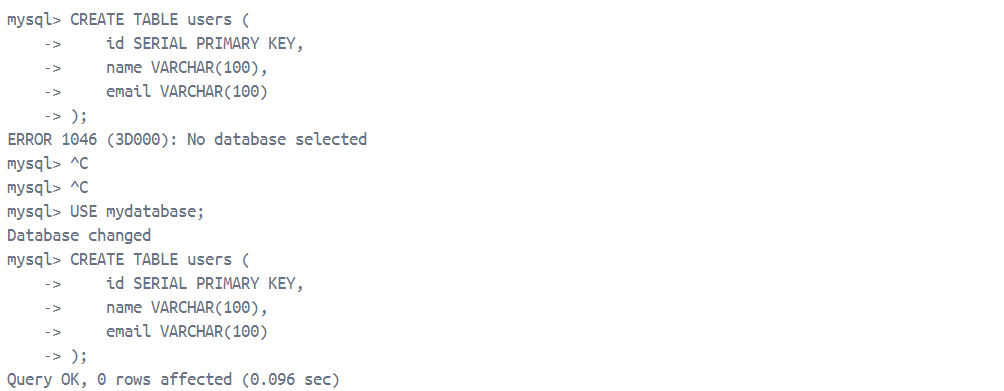 mysql> CREATE TABLE users (
    ->     id SERIAL PRIMARY KEY,
    ->     name VARCHAR(100),
    ->     email VARCHAR(100)
    -> );
ERROR 1046 (3D000): No database selected
mysql> ^C
mysql> ^C
mysql> USE mydatabase;
Database changed
mysql> CREATE TABLE users (
    ->     id SERIAL PRIMARY KEY,
    ->     name VARCHAR(100),
    ->     email VARCHAR(100)
    -> );
Query OK, 0 rows affected (0.096 sec)